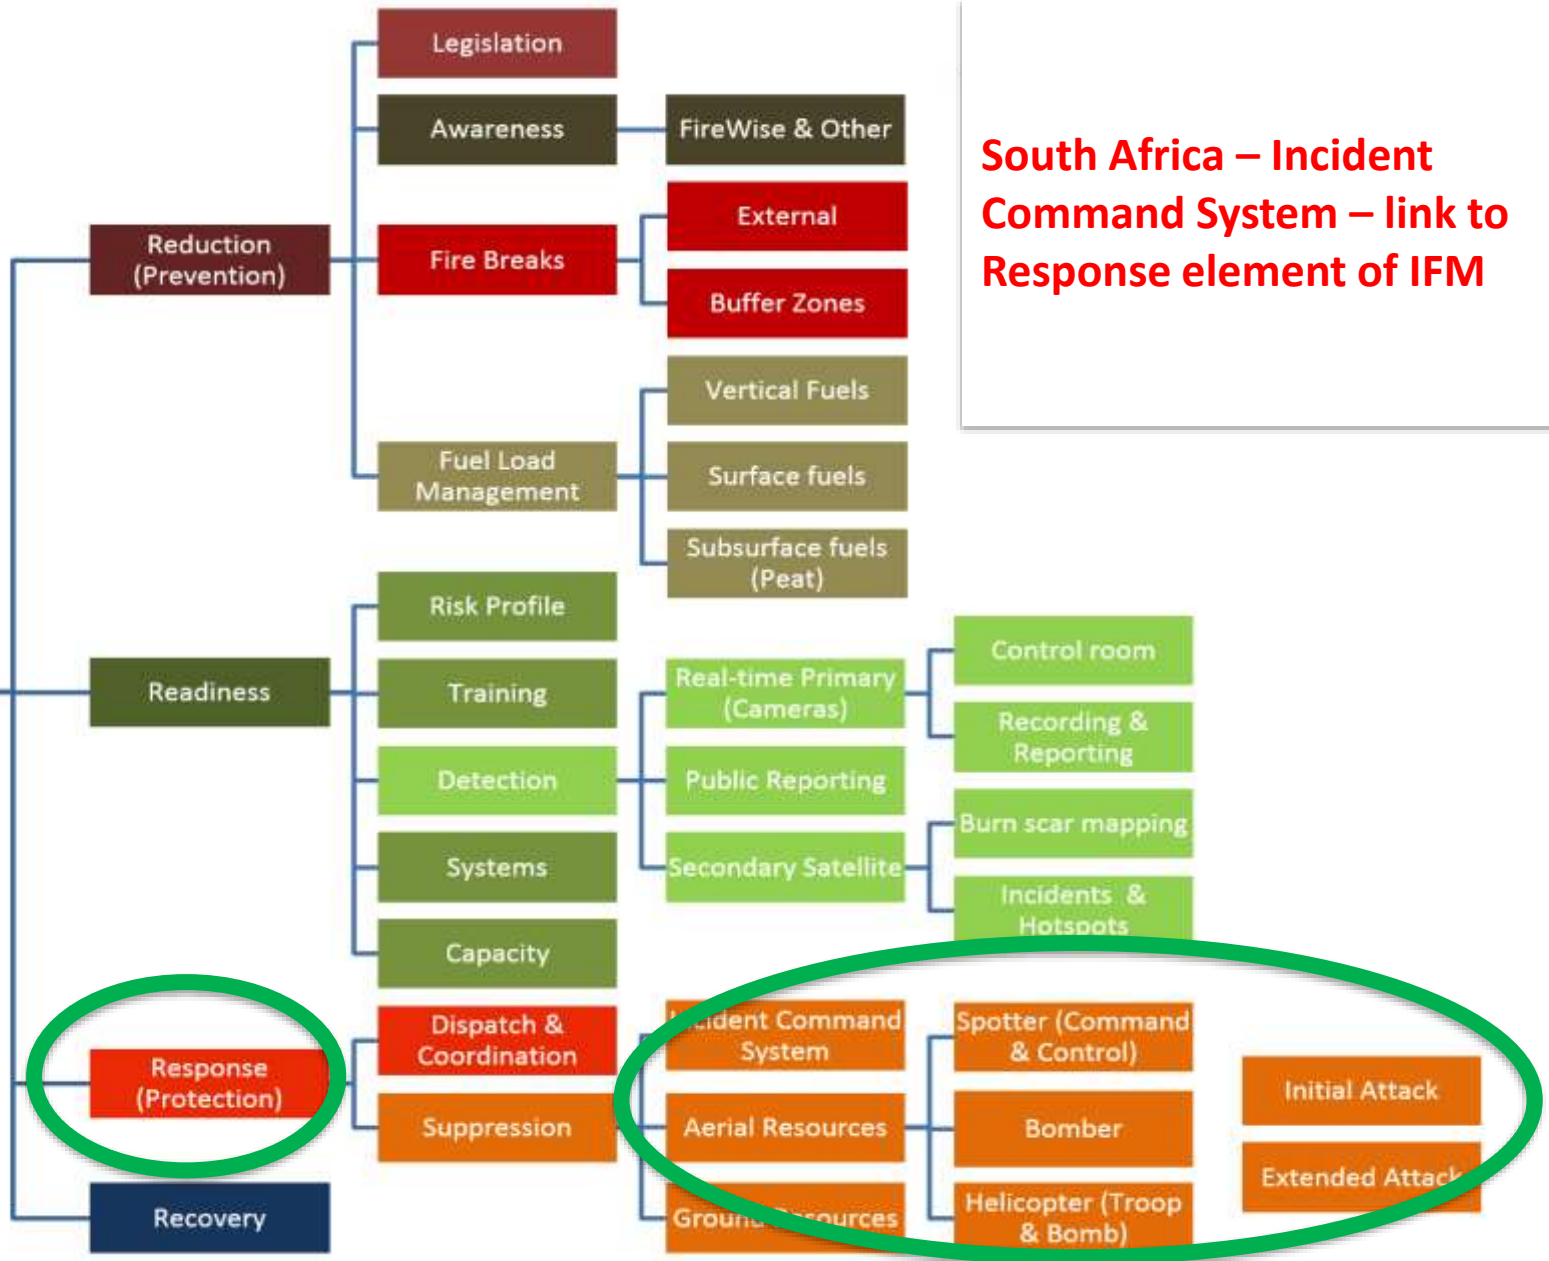 Legislation
Awareness
FireWise & Other
South Africa – Incident
Command System – link to
Response element of IFM
Reduction
(Prevention)
Fire Breaks
External
Buffer Zones
Fuel Load
Management
Vertical Fuels
Surface fuels
Subsurface fuels
(Peat)
Readiness
Risk Profile
Training
Detection
Systems
Capacity
Real-time Primary
(Cameras)
Public Reporting
Secondary Satellite
Control room
Recording &
Reporting
Burn scar mapping
Incidents &
Hotspots
Response
(Protection)
Dispatch &
Coordination
Suppression
Incident Command
System
Aerial Resources
Ground Resources
Spotter (Command
& Control)
Bomber
Helicopter (Troop
& Bomb)
Initial Attack
Extended Attack
Recovery